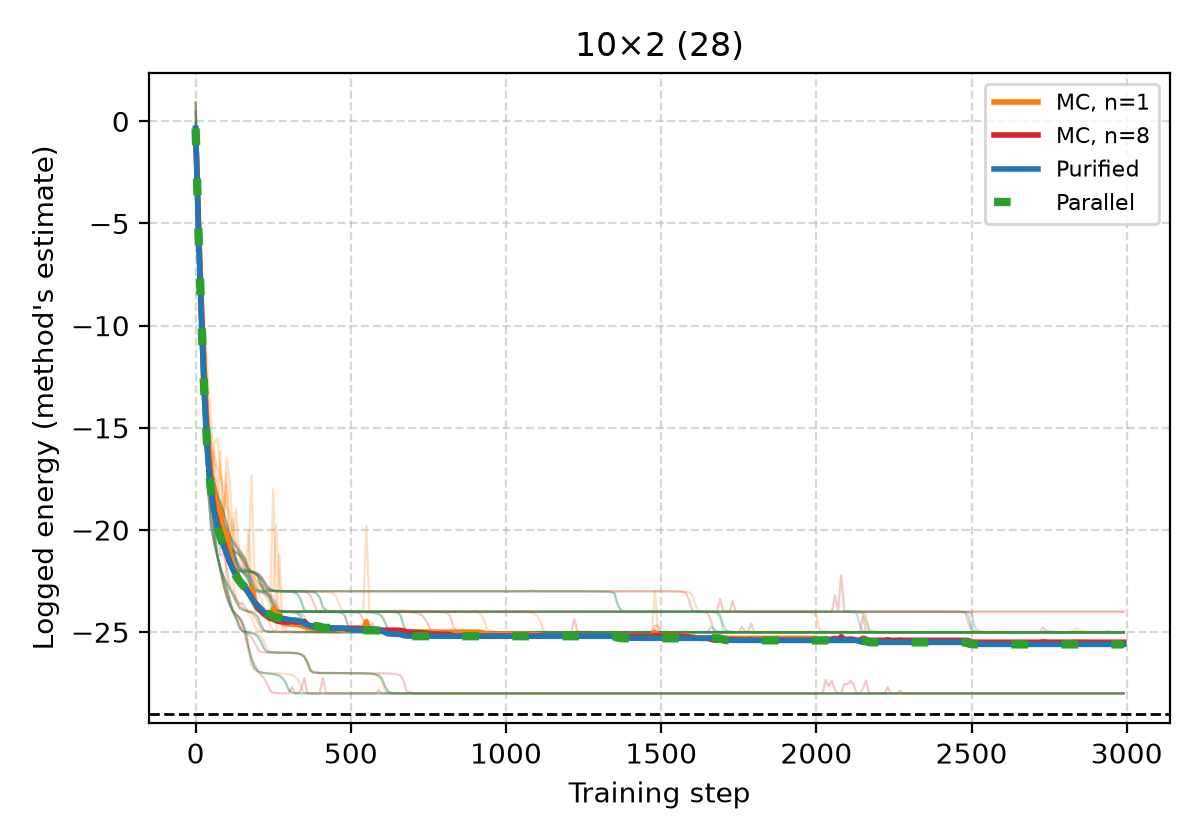 10×2 (28)
Logged energy (method's estimate)
0
−5
−10
−15
−20
−25
MC, n=1
MC, n=8
Purified
Parallel
0 500 1000 1500 2000 2500 3000
Training step